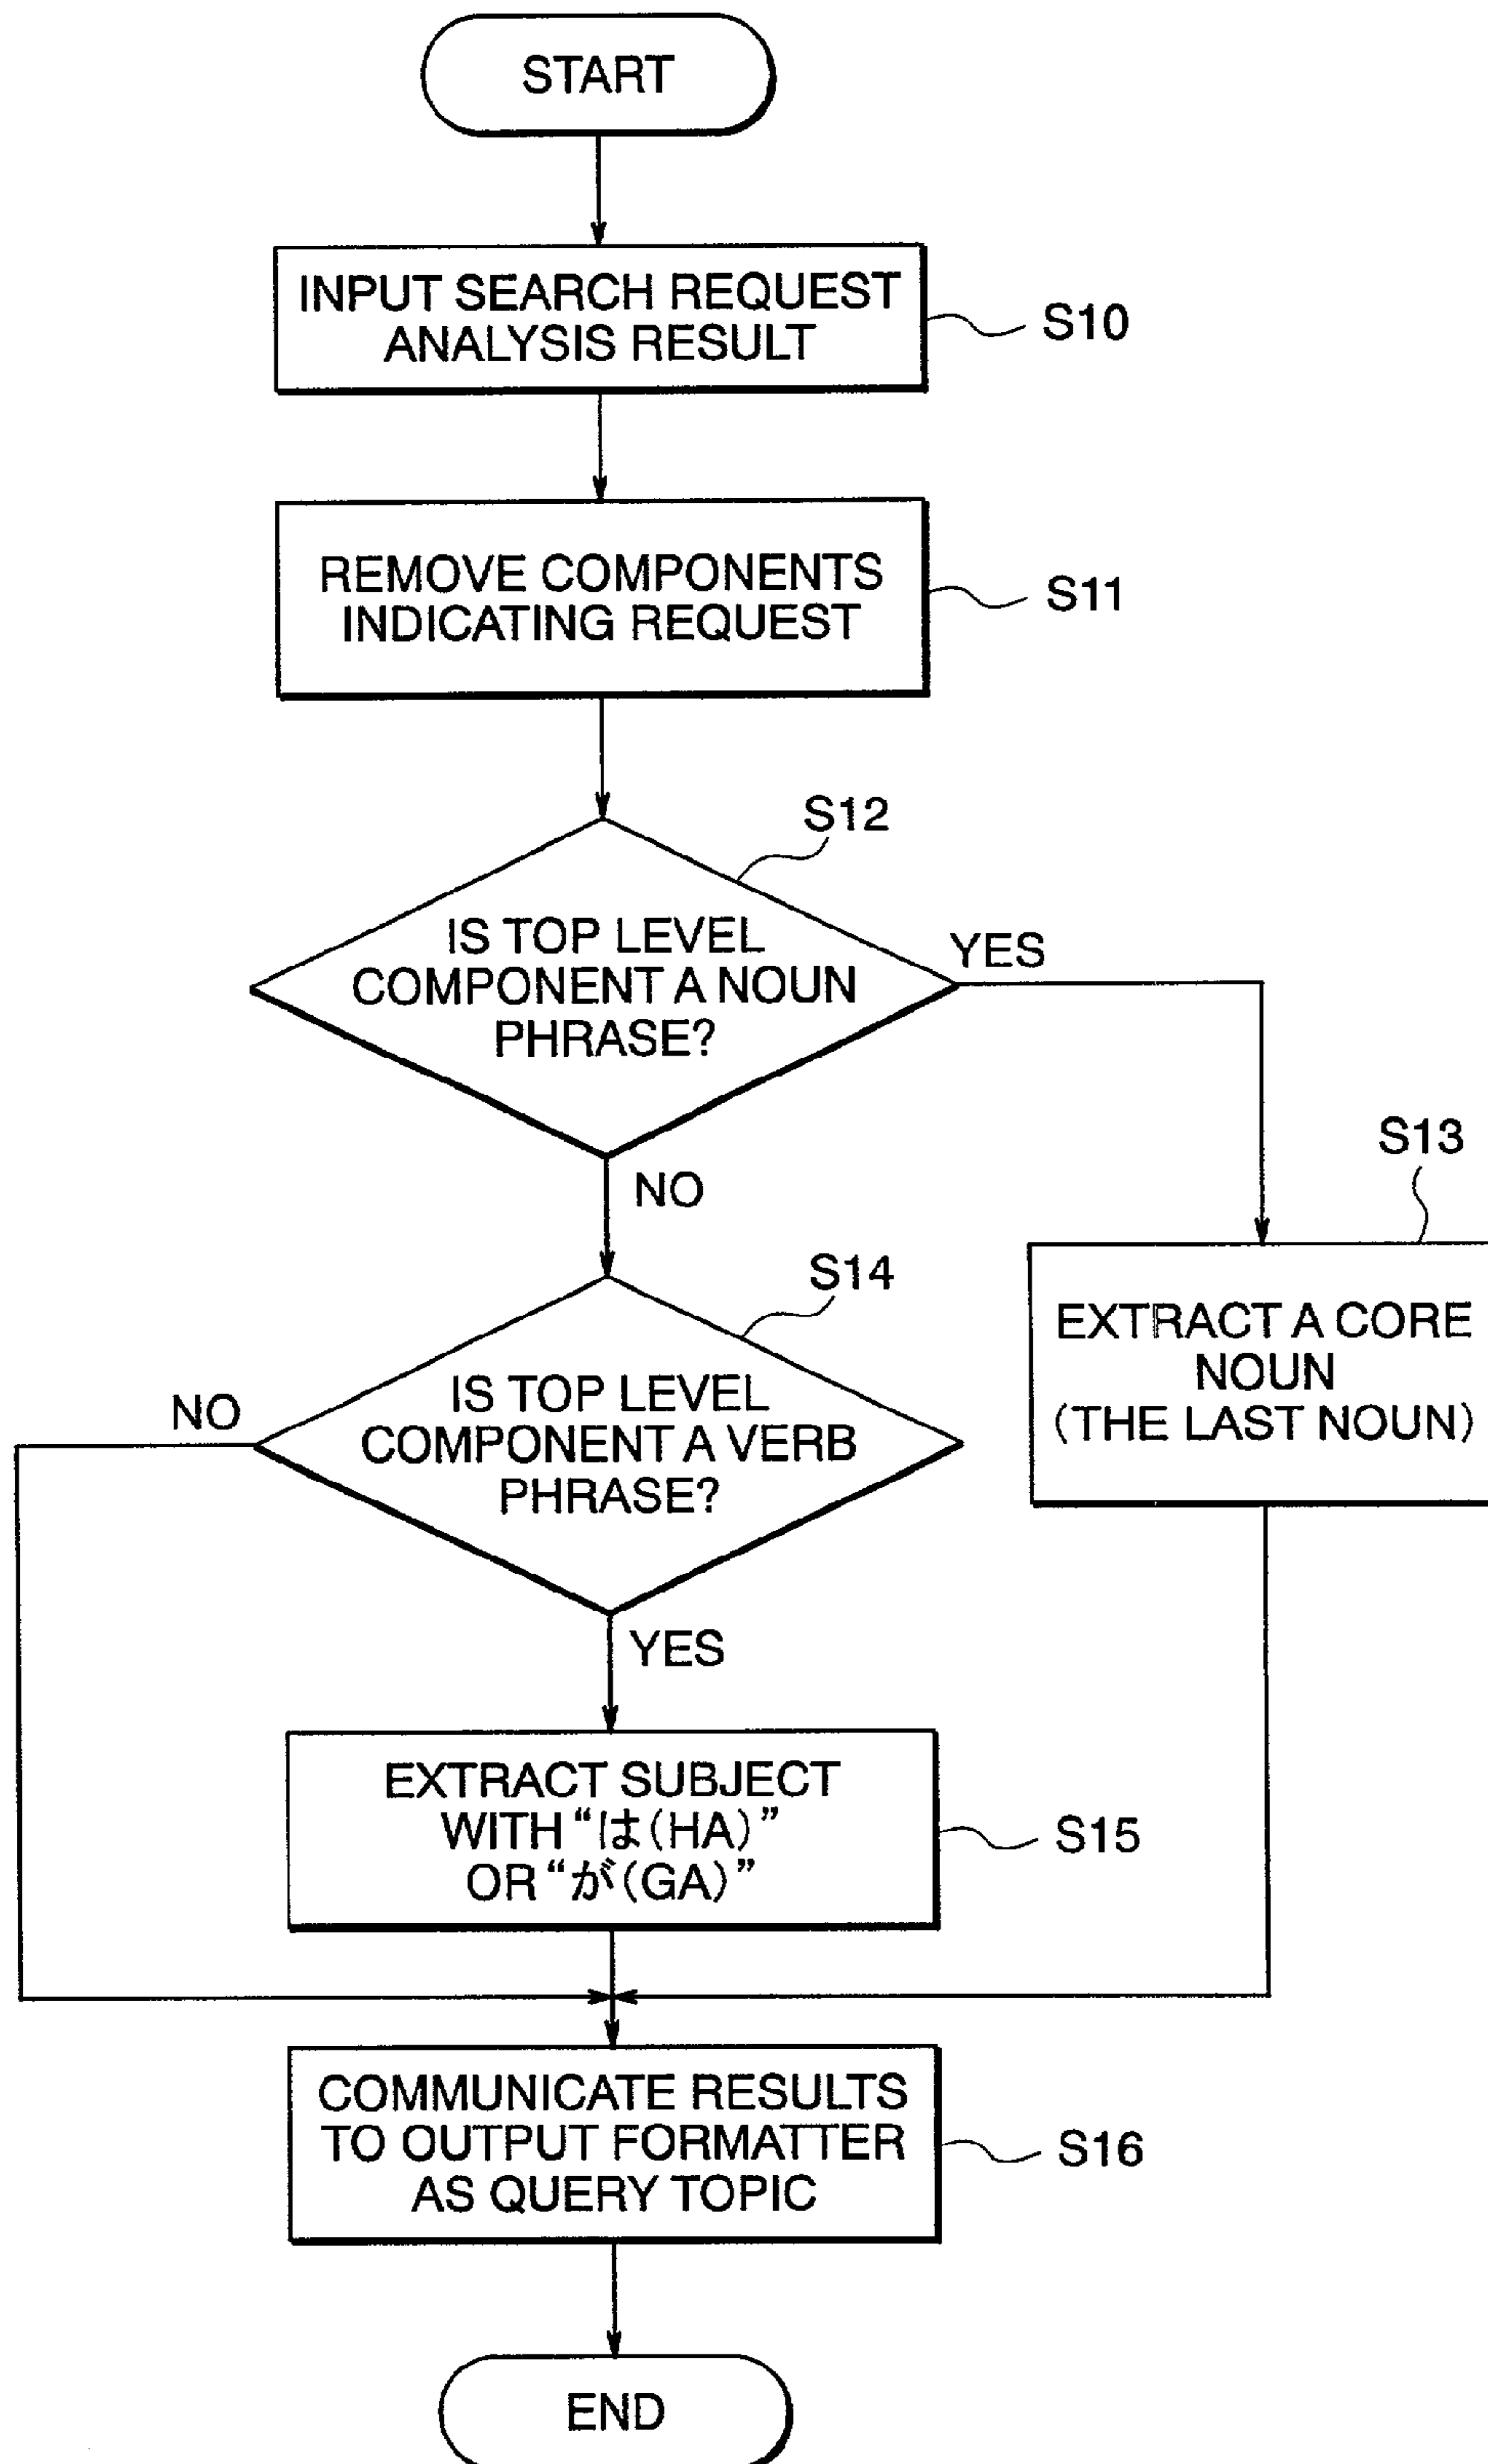 START
INPUT SEARCH REQUEST
ANALYSIS RESULT
S10
REMOVE COMPONENTS
INDICATING REQUEST
S11
S12
IS TOP LEVEL
COMPONENT A NOUN
PHRASE?
YES
NO
S13
EXTRACT A CORE
NOUN
(THE LAST NOUN)
S14
IS TOP LEVEL
COMPONENT A VERB
PHRASE?
NO
YES
EXTRACT SUBJECT
WITH “は(HA)”
OR “が(GA)”
S15
COMMUNICATE RESULTS
TO OUTPUT FORMATTER
AS QUERY TOPIC
S16
END